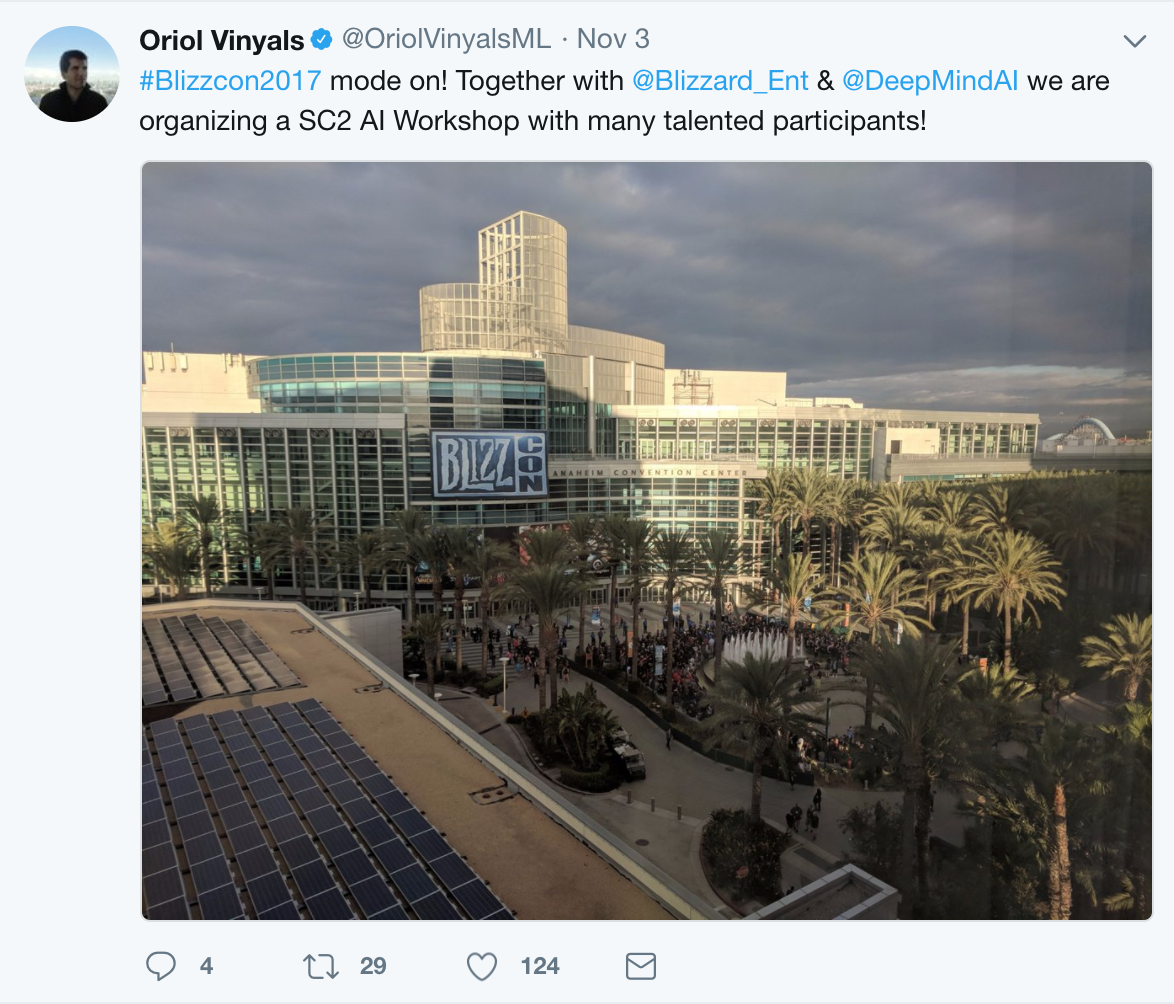 Oriol Vinyals @OriolVinyalsML · Nov 3
#Blizzcon2017 mode on! Together with @Blizzard_Ent & @DeepMindAI we are
organizing a SC2 AI Workshop with many talented participants!
BLIZZ CON
ANAHEIM CONVENTION CENTER
4 29 124